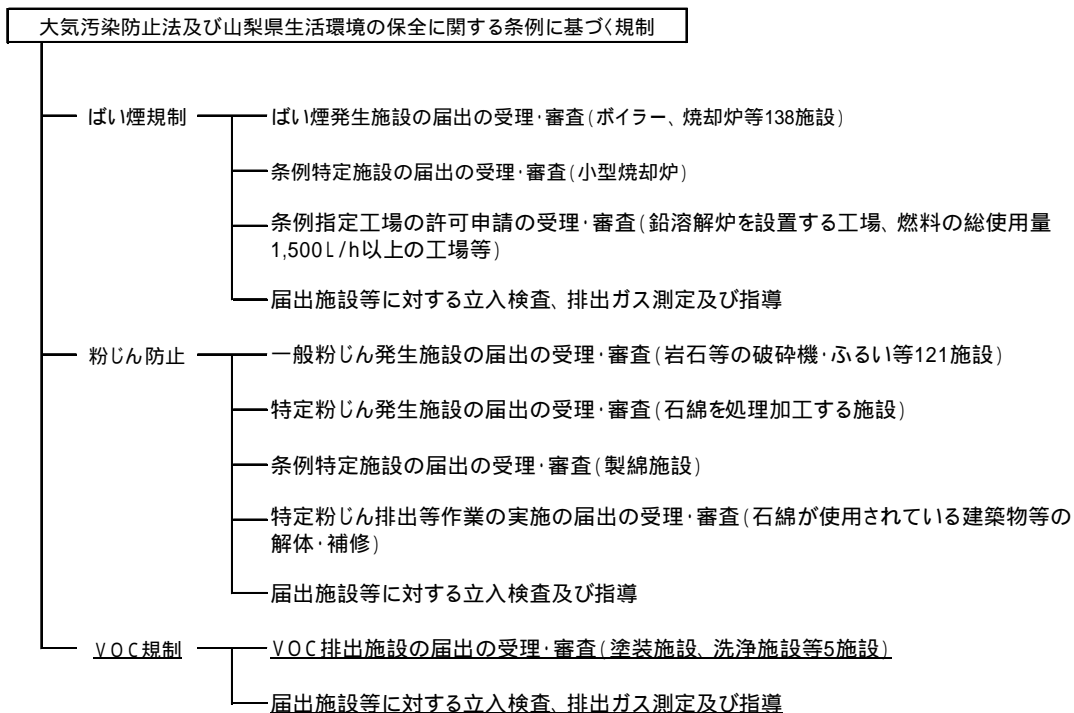 大気汚染防止法及び山梨県生活環境の保全に関する条例に基づく規制
ばい煙規制
ばい煙発生施設の届出の受理･審査(ボイラー、焼却炉等138施設)
条例特定施設の届出の受理･審査(小型焼却炉)
条例指定工場の許可申請の受理･審査(鉛溶解炉を設置する工場、燃料の総使用量
1,500L/h以上の工場等)
届出施設等に対する立入検査、排出ガス測定及び指導
粉じん防止
一般粉じん発生施設の届出の受理･審査(岩石等の破砕機･ふるい等121施設)
特定粉じん発生施設の届出の受理･審査(石綿を処理加工する施設)
条例特定施設の届出の受理･審査(製綿施設)
特定粉じん排出等作業の実施の届出の受理･審査(石綿が使用されている建築物等の
解体･補修)
届出施設等に対する立入検査及び指導
VOC規制
VOC排出施設の届出の受理･審査(塗装施設、洗浄施設等5施設)
届出施設等に対する立入検査、排出ガス測定及び指導